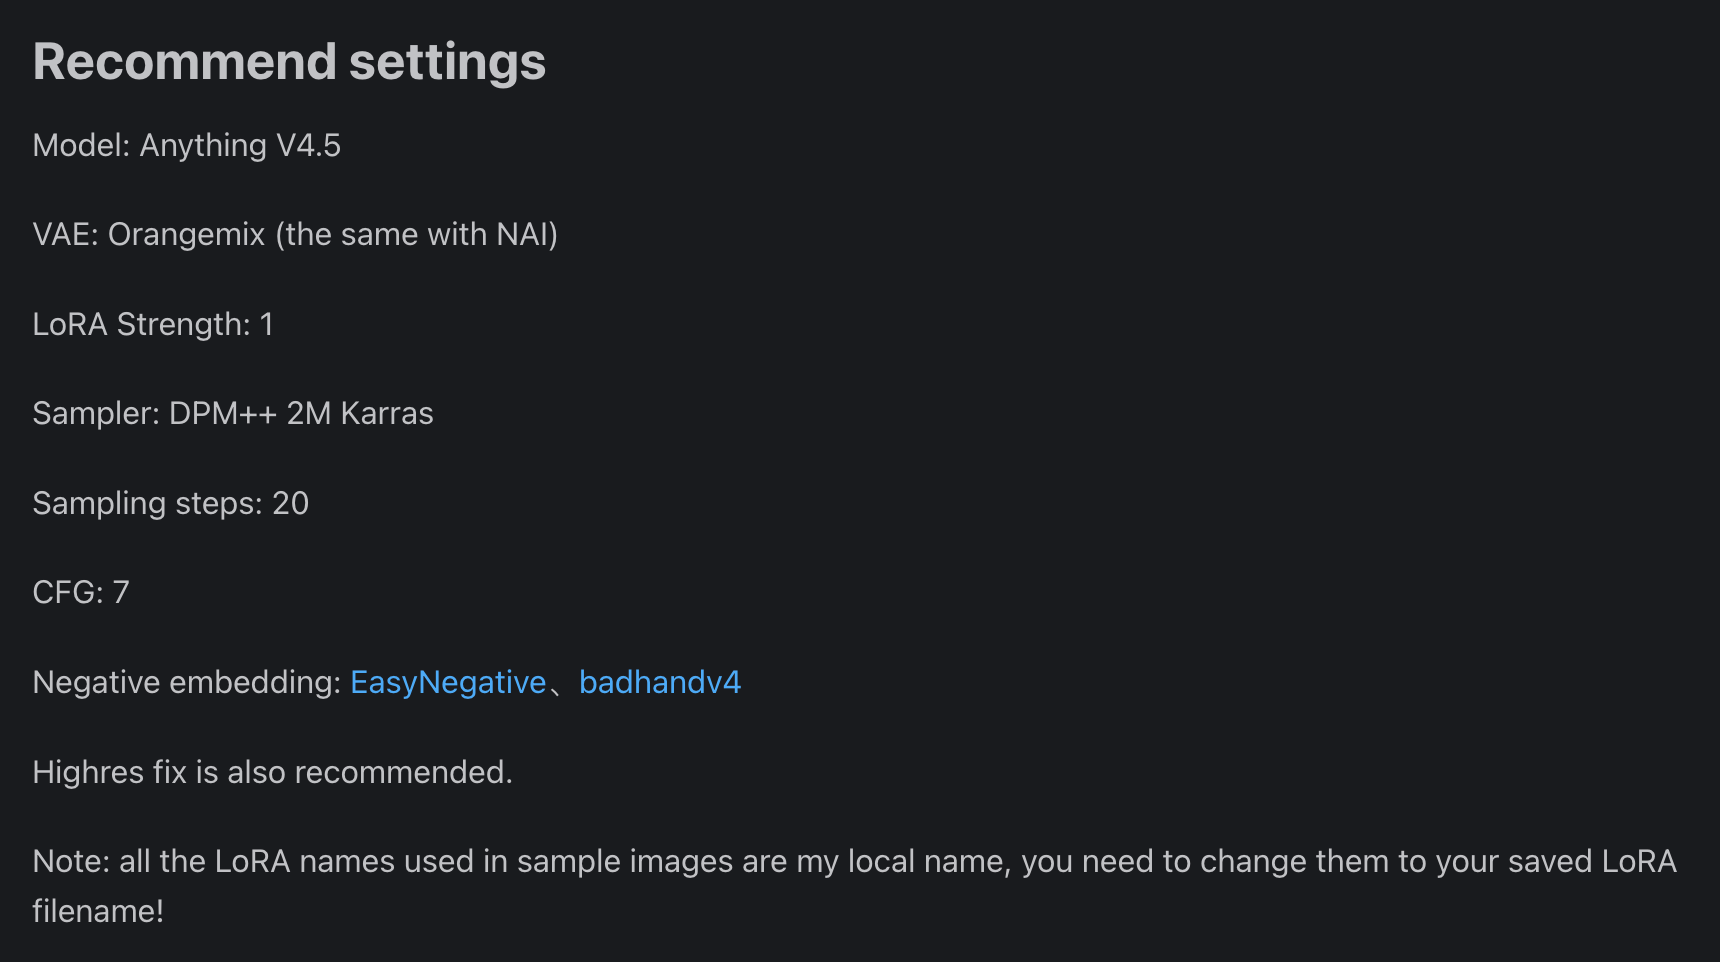 Recommend settings
Model: Anything V4.5
VAE: Orangemix (the same with NAI)
LoRA Strength: 1
Sampler: DPM++ 2M Karras
Sampling steps: 20
CFG: 7
Negative embedding: EasyNegative、badhandv4
Highres fix is also recommended.
Note: all the LoRA names used in sample images are my local name, you need to change them to your saved LoRA
filename!